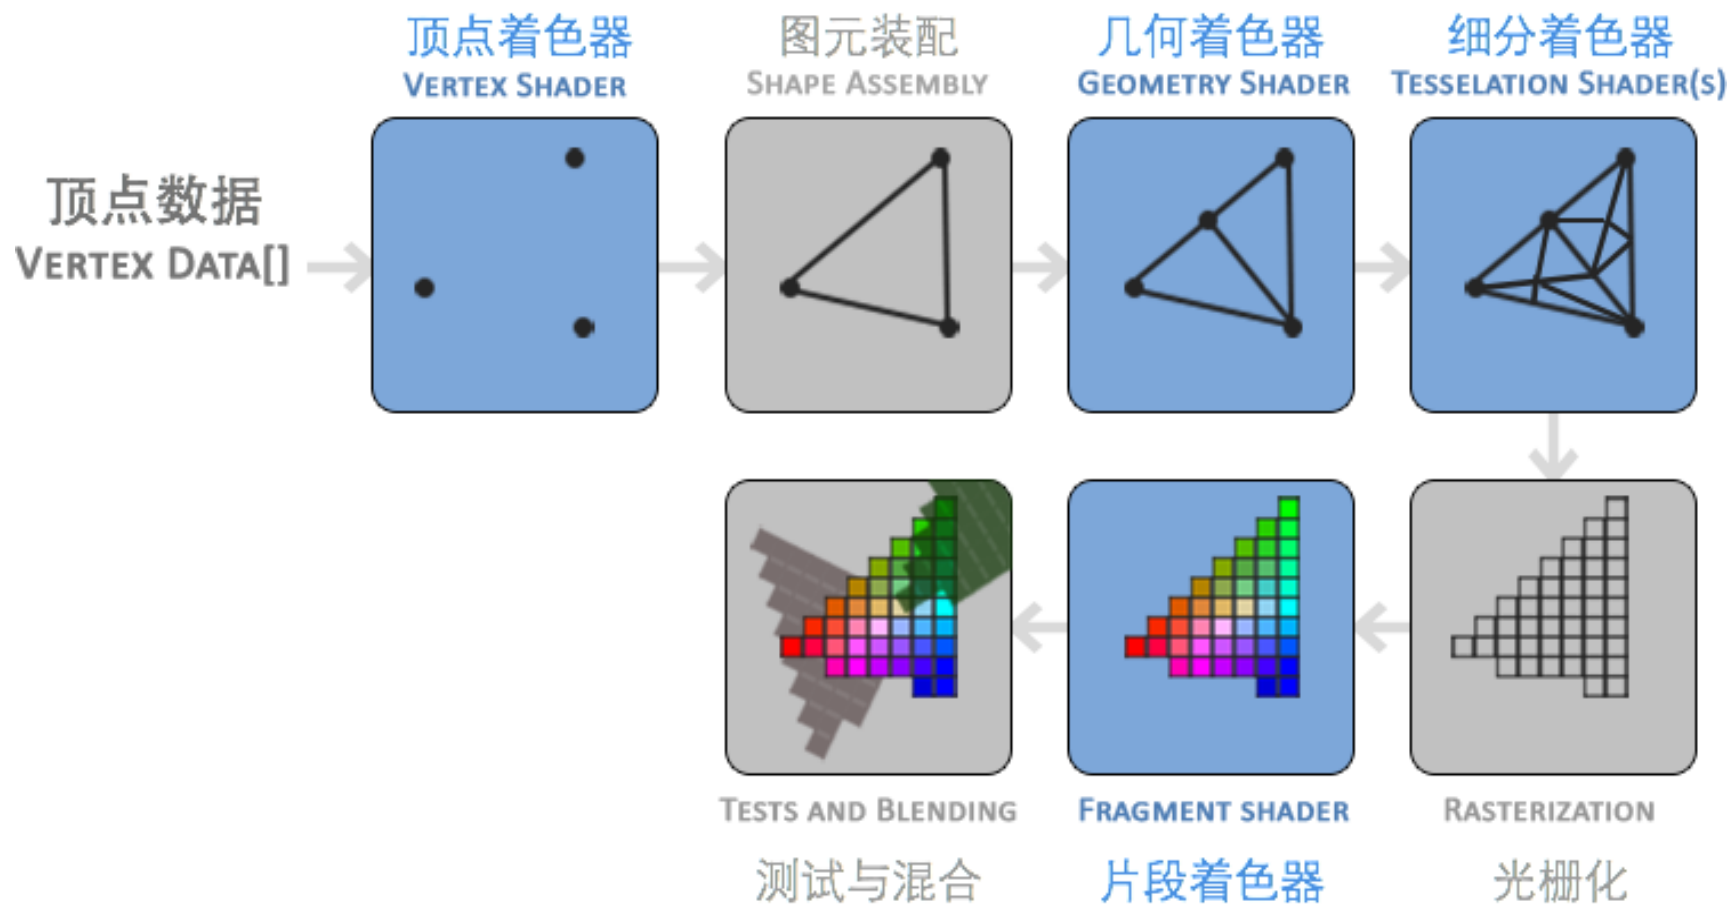 顶点着色器
VERTEX SHADER
图元装配
SHAPE ASSEMBLY
几何着色器
GEOMETRY SHADER
细分着色器
TESSELATION SHADER(S)
顶点数据
VERTEX DATA[]
TESTS AND BLENDING
测试与混合
FRAGMENT SHADER
片段着色器
RASTERIZATION
光栅化